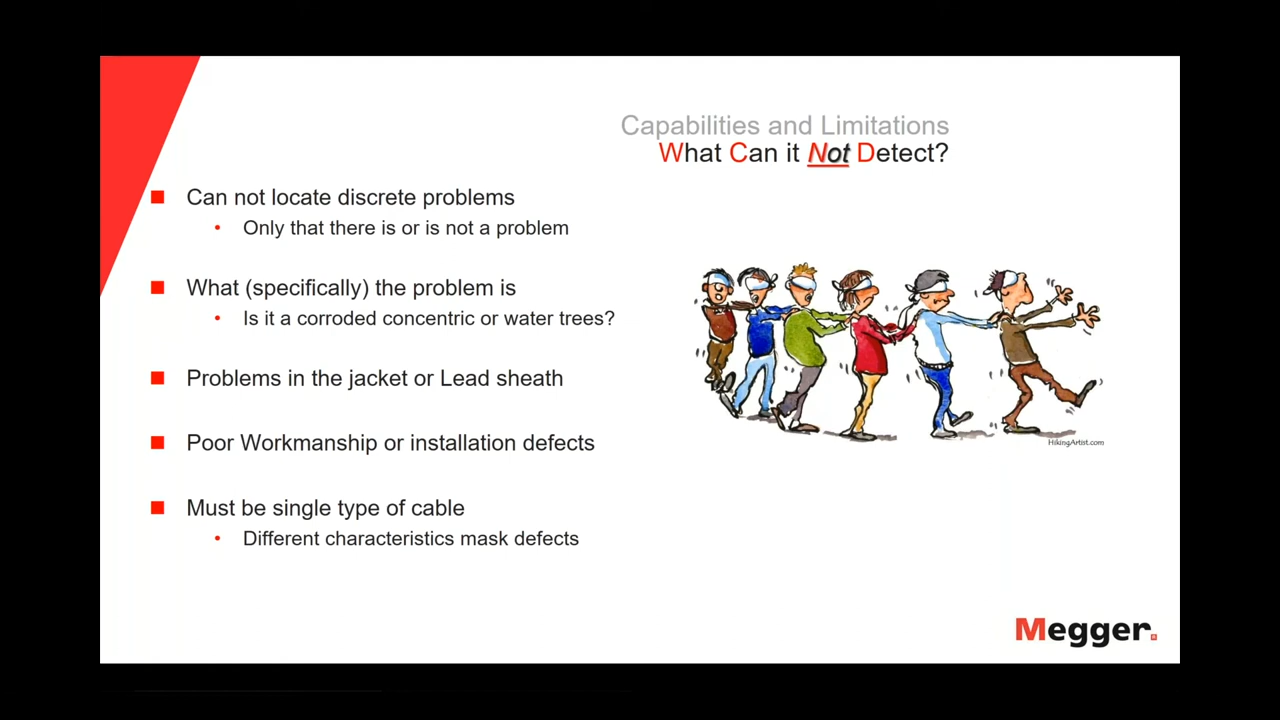 Capabilities and Limitations
What Can it Not Detect?
Can not locate discrete problems
Only that there is or is not a problem
What (specifically) the problem is
Is it a corroded concentric or water trees?
Problems in the jacket or Lead sheath
Poor Workmanship or installation defects
Must be single type of cable
Different characteristics mask defects
HikingArtist.com
Megger.